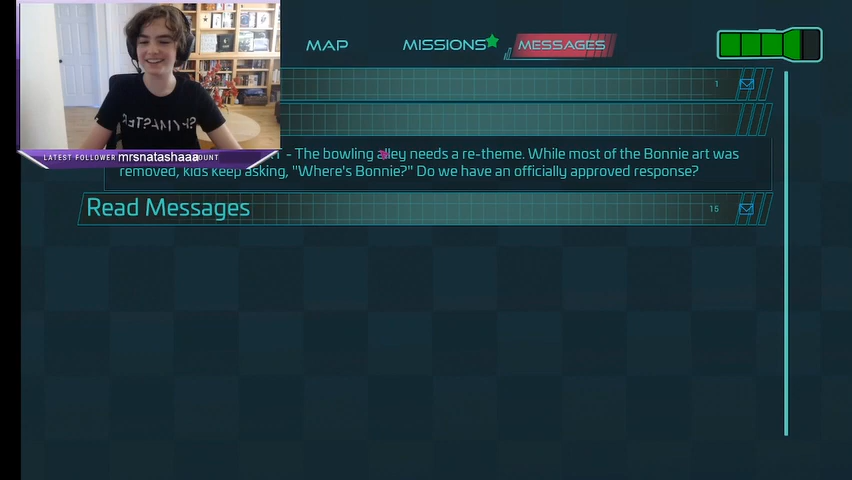 MAP MISSIONS MESSAGES
1
LATEST FOLLOWER mrsnatashaaa OUNT
- The bowling alley needs a re-theme. While most of the Bonnie art was
removed, kids keep asking, "Where's Bonnie?" Do we have an officially approved response?
Read Messages 15